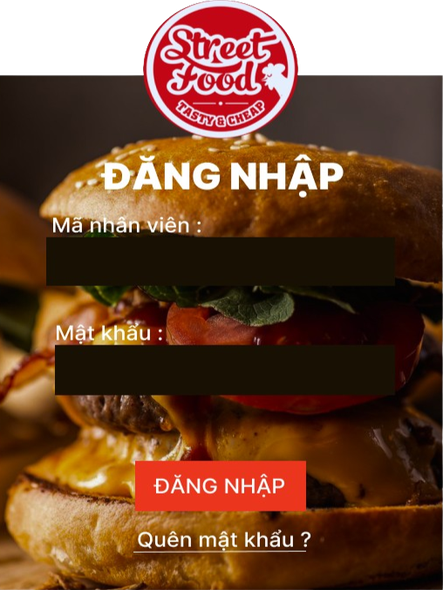 Street
Food
TASTY & CHEAP
ĐĂNG NHẬP
Mã nhân viên :
Mật khẩu :
ĐĂNG NHẬP
Quên mật khẩu ?